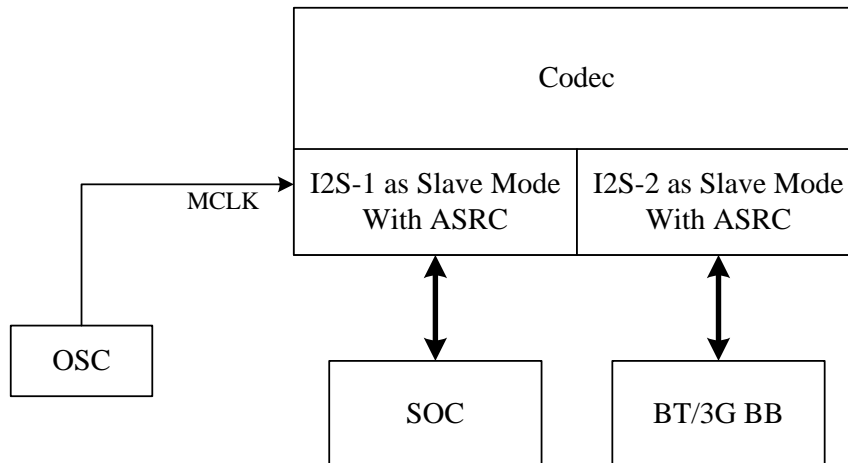 Codec
I2S-1 as Slave Mode
With ASRC
I2S-2 as Slave Mode
With ASRC
MCLK
OSC
SOC
BT/3G BB